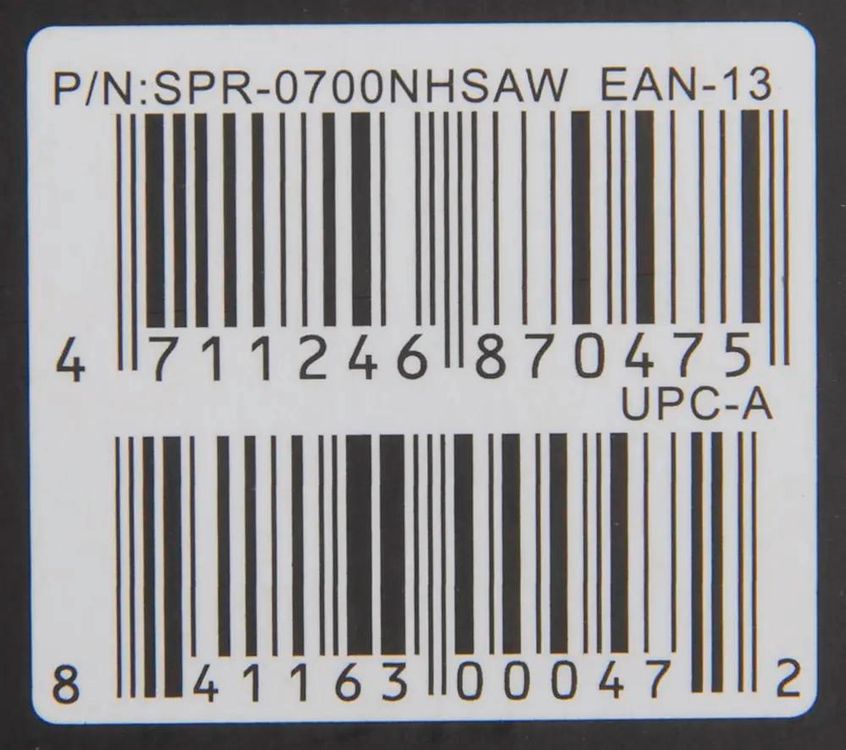 P/N:SPR-0700NHSAW EAN-13
4 711246 870475
UPC-A
8 41163 00047 2